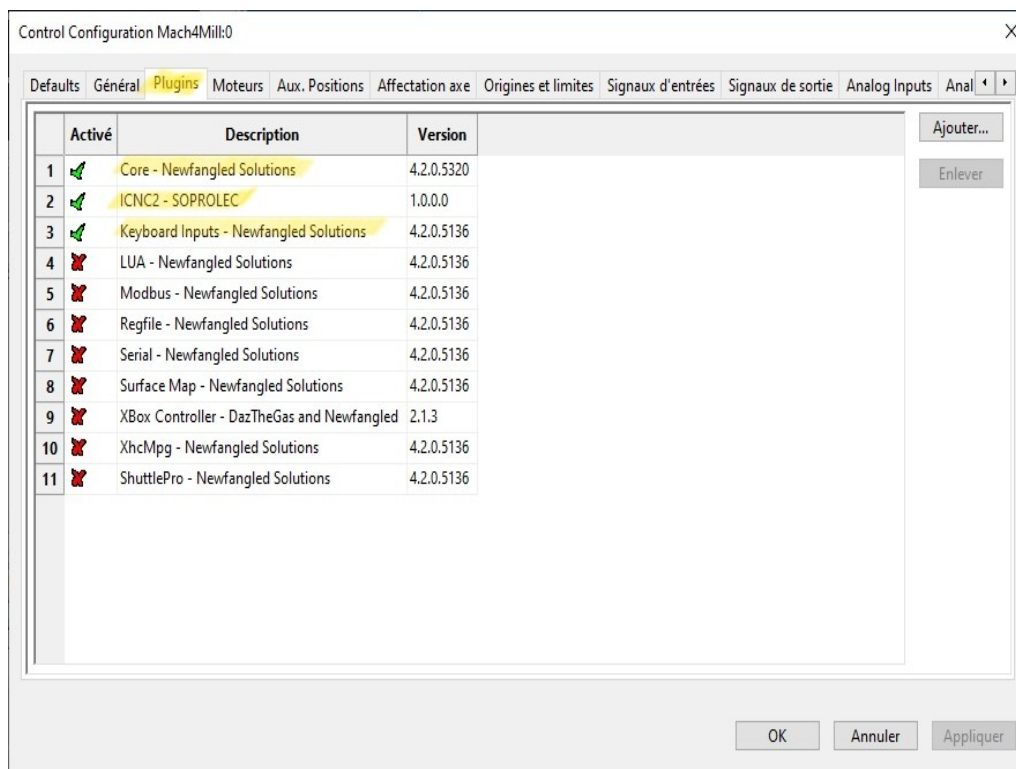 Control Configuration Mach4Mill:0
Defaults Général Plugins Moteurs Aux. Positions Affectation axe Origines et limites Signaux d'entrées Signaux de sortie Analog Inputs Anal
Activé Description Version
Ajouter...
1 Core - Newfangled Solutions 4.2.0.5320
Enlever
2 ICNC2 - SOPROLEC 1.0.0.0
3 Keyboard Inputs - Newfangled Solutions 4.2.0.5136
4 LUA - Newfangled Solutions 4.2.0.5136
5 Modbus - Newfangled Solutions 4.2.0.5136
6 Regfile - Newfangled Solutions 4.2.0.5136
7 Serial - Newfangled Solutions 4.2.0.5136
8 Surface Map - Newfangled Solutions 4.2.0.5136
9 XBox Controller - DazTheGas and Newfangled 2.1.3
10 XhcMpg - Newfangled Solutions 4.2.0.5136
11 ShuttlePro - Newfangled Solutions 4.2.0.5136
OK Annuler Appliquer